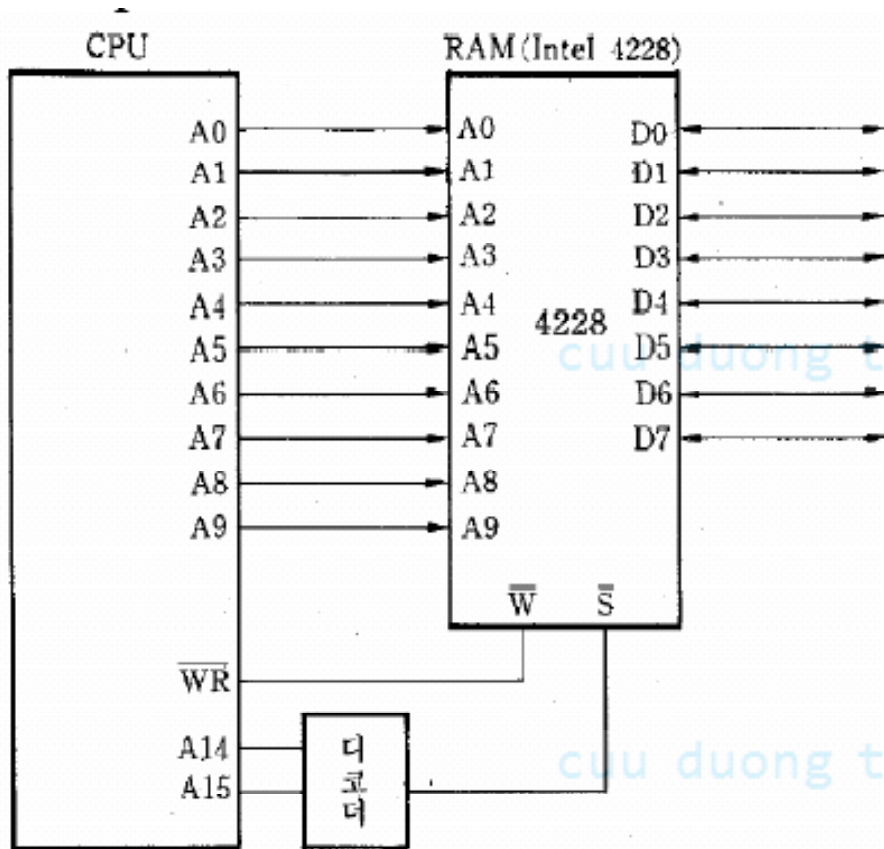 CPU RAM(Intel 4228)
A0 A0 D0
A1 A1 D1
A2 A2 D2
A3 A3 D3
A4 A4 D4
4228
A5 A5 D5
cuu duong t
A6 A6 D6
A7 A7 D7
A8 A8
A9 A9
W̅ S̅
W̅R̅
A14
A15
디코더
cuu duong t